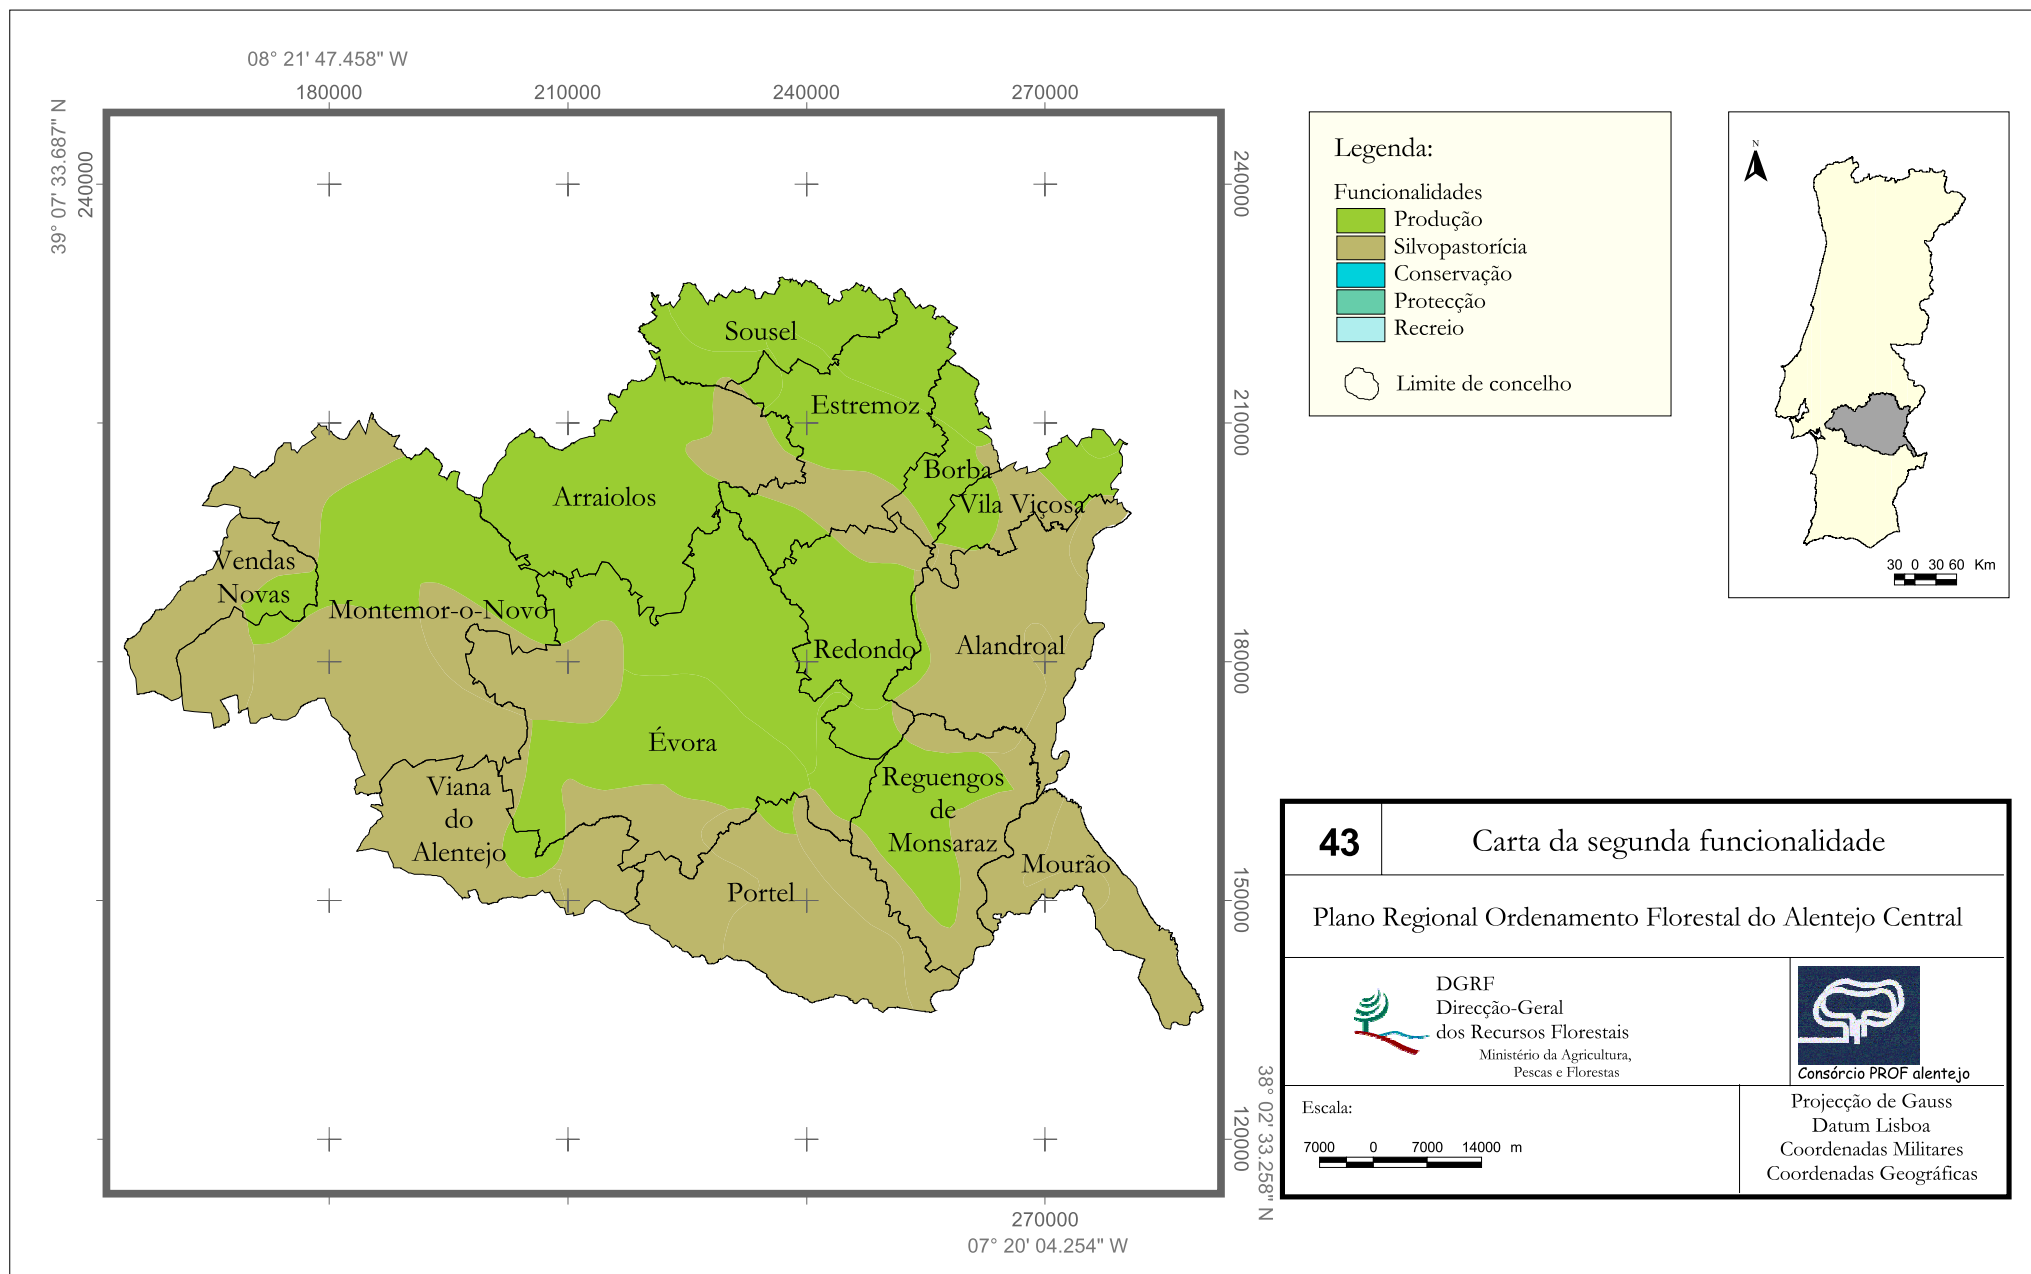 08° 21' 47.458" W
180000 210000 240000 270000
39° 07' 33.687" N
240000
240000
210000
180000
150000
120000
38° 02' 33.258" N
270000
07° 20' 04.254" W
Sousel
Estremoz
Borba
Vila Viçosa
Arraiolos
Vendas
Novas
Montemor-o-Novo
Redondo
Alandroal
Évora
Viana
do
Alentejo
Reguengos
de
Monsaraz
Mourão
Portel
Legenda:
Funcionalidades
Produção
Silvopastorícia
Conservação
Protecção
Recreio
Limite de concelho
N
30 0 30 60 Km
43 Carta da segunda funcionalidade
Plano Regional Ordenamento Florestal do Alentejo Central
DGRF
Direcção-Geral
dos Recursos Florestais
Ministério da Agricultura,
Pescas e Florestas
Consórcio PROF alentejo
Escala:
7000 0 7000 14000 m
Projecção de Gauss
Datum Lisboa
Coordenadas Militares
Coordenadas Geográficas